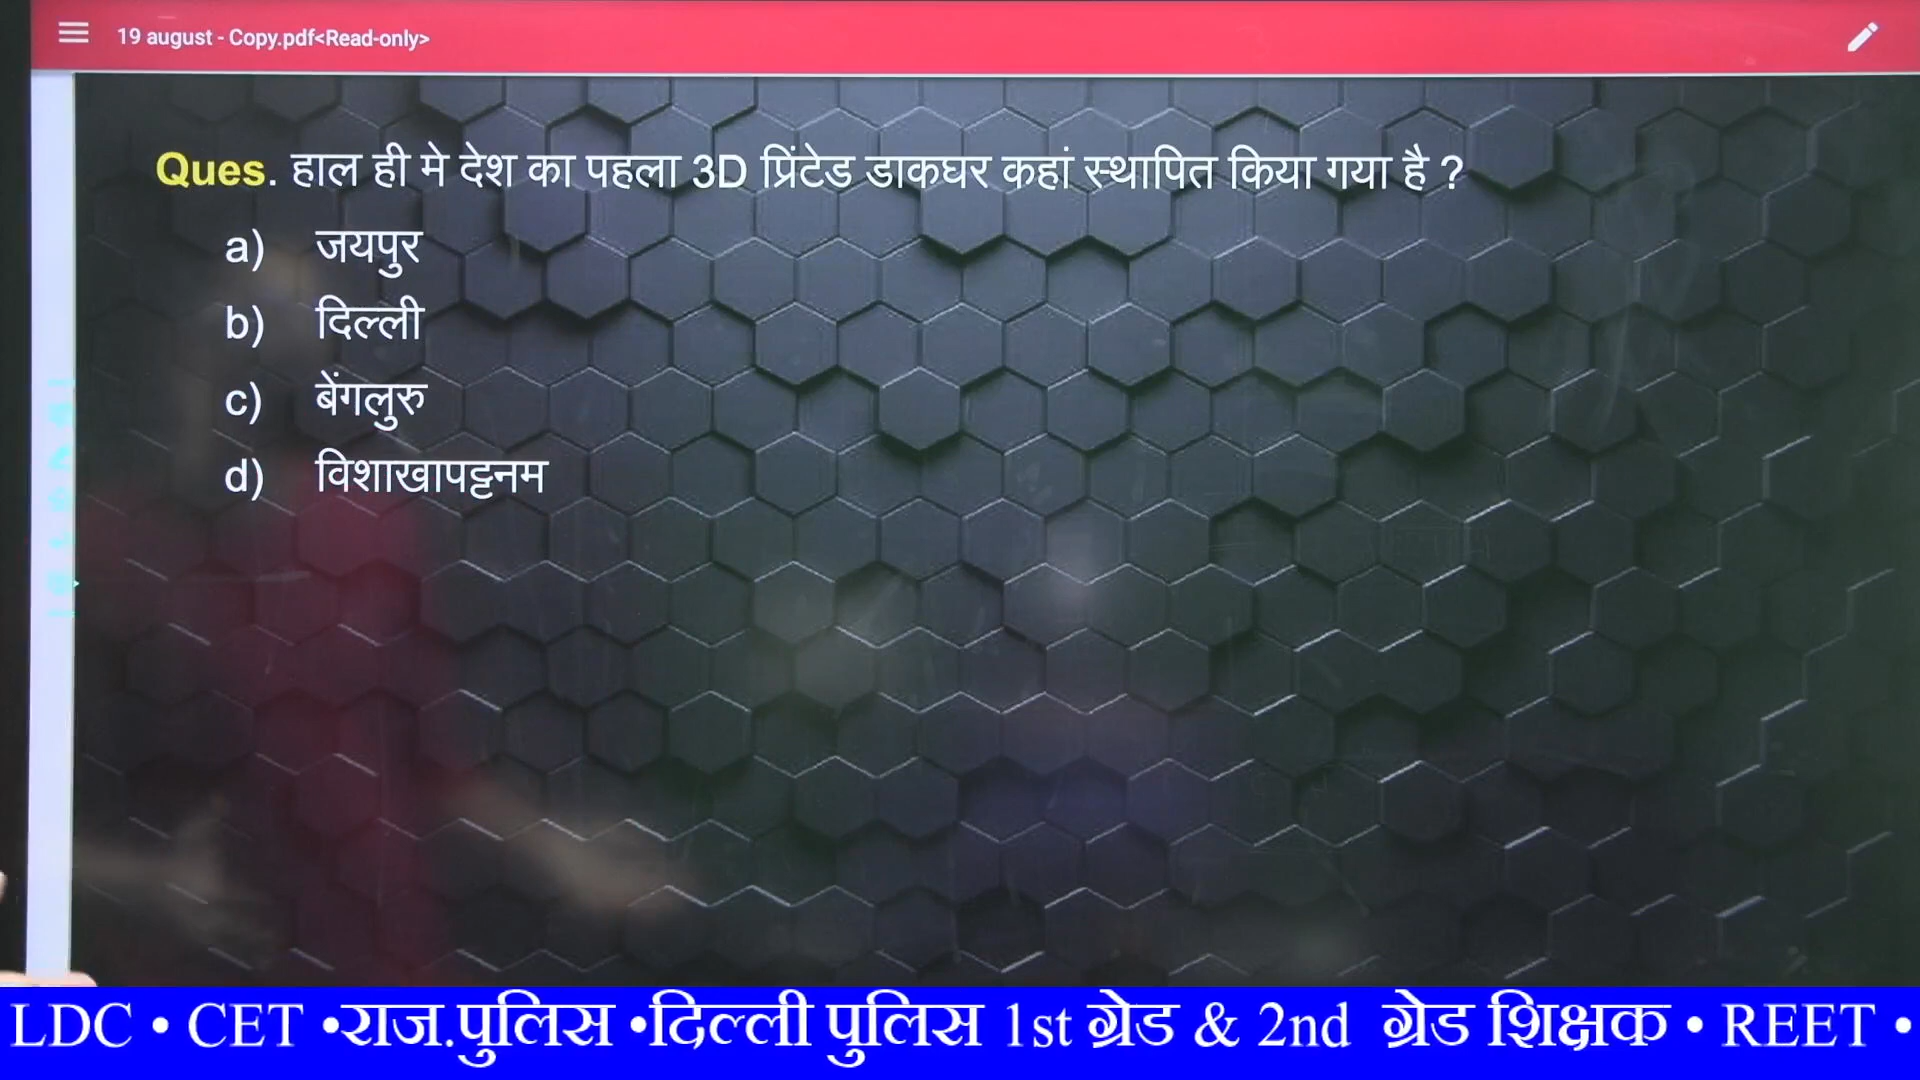 19 august - Copy.pdf<Read-only>
Ques. हाल ही मे देश का पहला 3D प्रिंटेड डाकघर कहां स्थापित किया गया है ?
a) जयपुर
b) दिल्ली
c) बेंगलुरु
d) विशाखापट्टनम
LDC • CET •राज.पुलिस •दिल्ली पुलिस 1st ग्रेड & 2nd ग्रेड शिक्षक • REET •